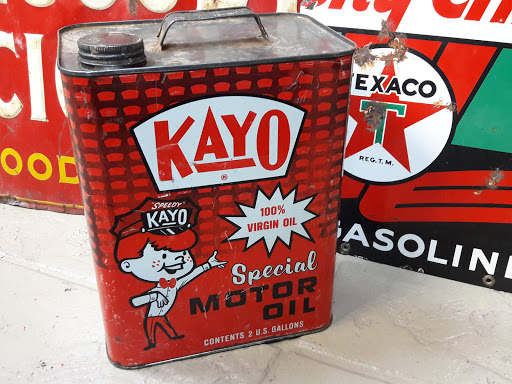 KAYO
®
"SPEEDY"
KAYO
100%
VIRGIN OIL
Special
MOTOR
OIL
CONTENTS 2 U.S. GALLONS
OOD
TEXACO
T
REG. T. M.
GASOLIN